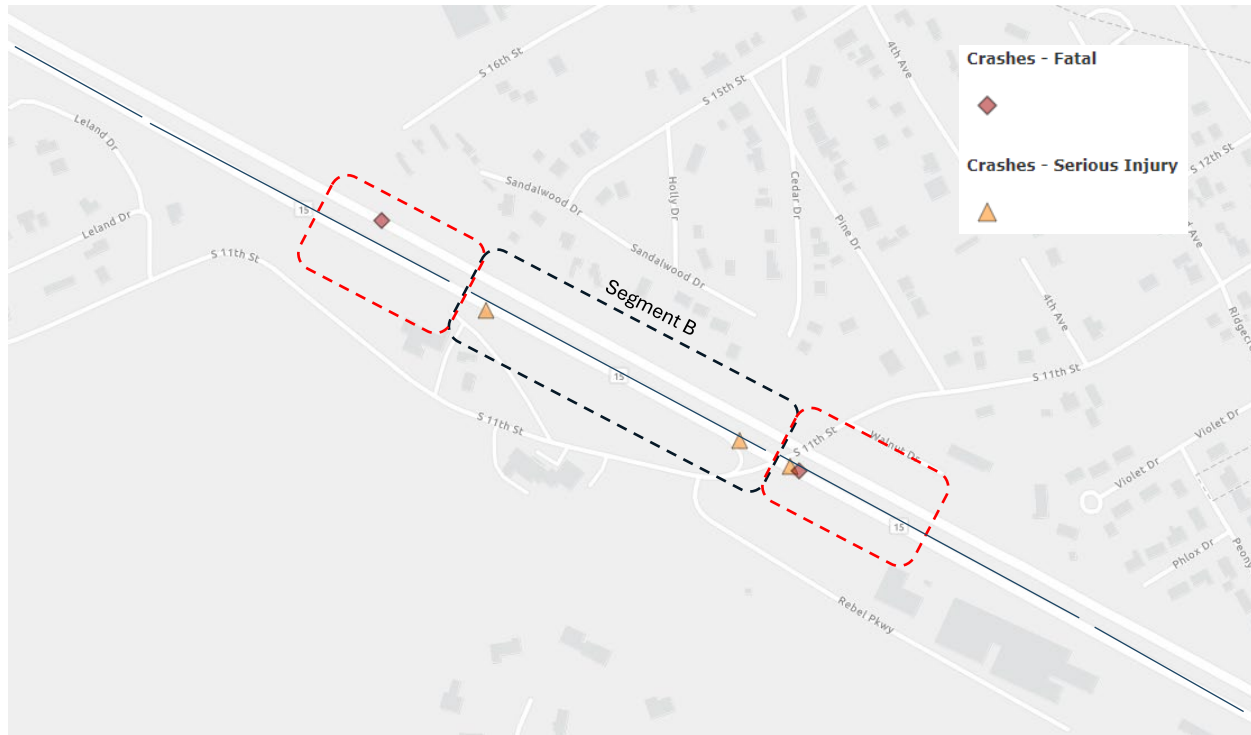 Crashes - Fatal
Crashes - Serious Injury
S 16th St
4th Ave
S 15th St
S 12th St
Leland Dr
Leland Dr
Sandalwood Dr
Holly Dr
Cedar Dr
Pine Dr
15
S 11th St
Sandalwood Dr
Segment B
4th Ave
15
S 11th St
S 11th St
S 11th St
Walnut Dr
Violet Dr
Violet Dr
15
Phlox Dr
Peony
Rebel Pkwy